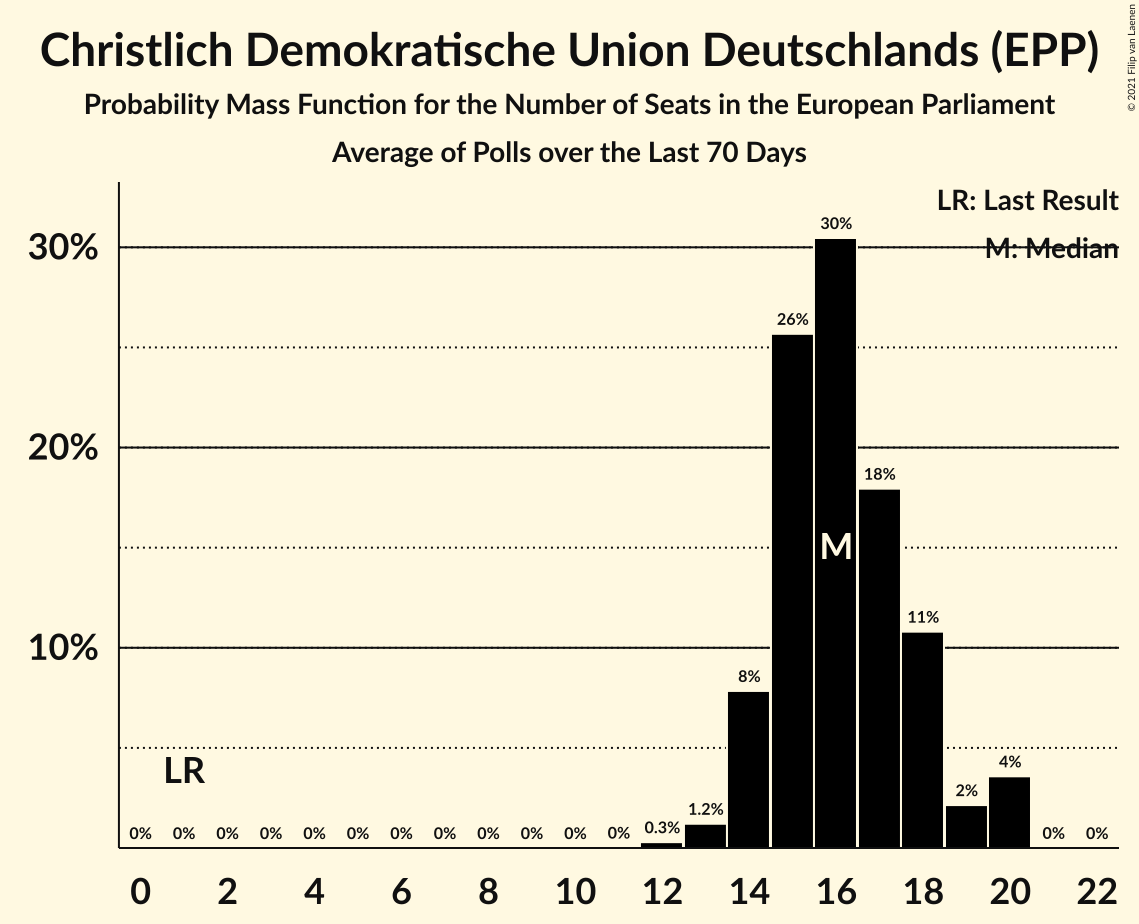 Christlich Demokratische Union Deutschlands (EPP)
Probability Mass Function for the Number of Seats in the European Parliament
Average of Polls over the Last 70 Days
© 2021 Filip van Laenen
LR: Last Result
M: Median
30%
20%
10%
30%
26%
18%
11%
8%
4%
2%
1.2%
0.3%
M
LR
0% 0% 0% 0% 0% 0% 0% 0% 0% 0% 0% 0% 0% 0%
0 2 4 6 8 10 12 14 16 18 20 22